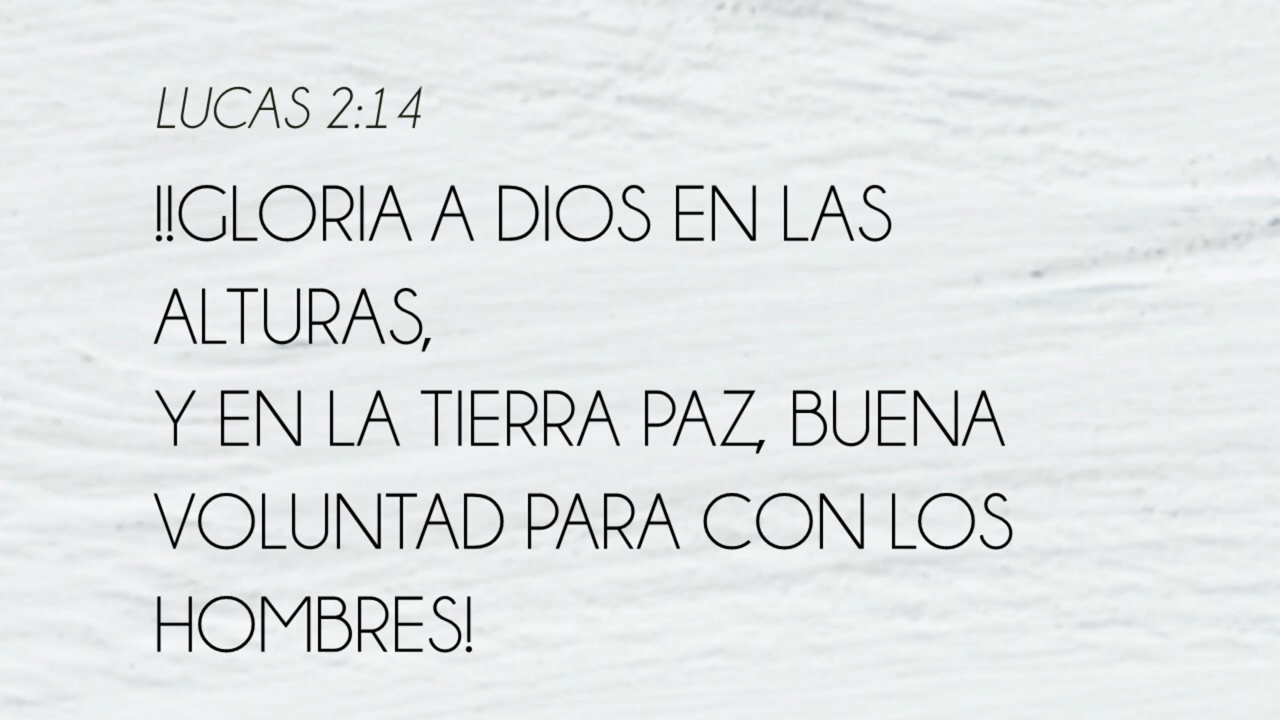 LUCAS 2:14
!!GLORIA A DIOS EN LAS
ALTURAS,
Y EN LA TIERRA PAZ, BUENA
VOLUNTAD PARA CON LOS
HOMBRES!